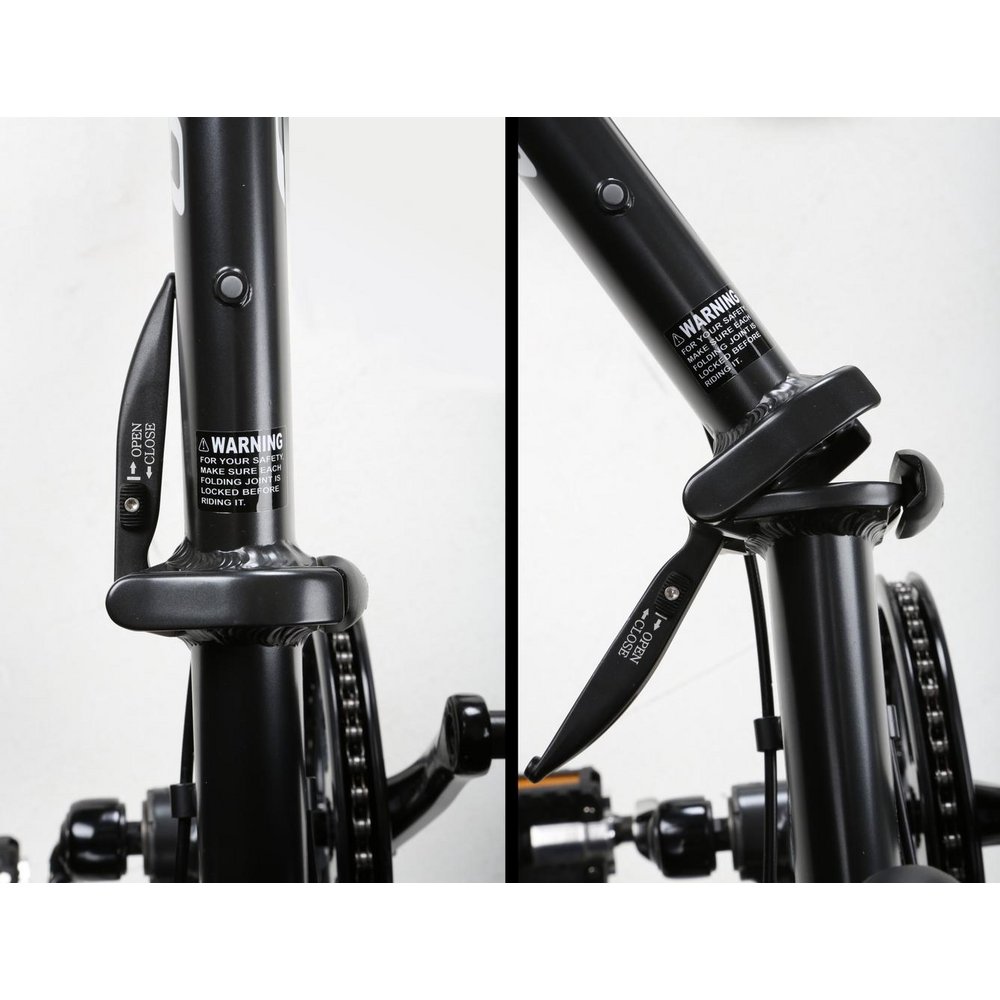 OPEN
CLOSE
WARNING
FOR YOUR SAFETY,
MAKE SURE EACH
FOLDING JOINT IS
LOCKED BEFORE
RIDING IT.
WARNING
FOR YOUR SAFETY,
MAKE SURE EACH
FOLDING JOINT IS
LOCKED BEFORE
RIDING IT.
OPEN
CLOSE